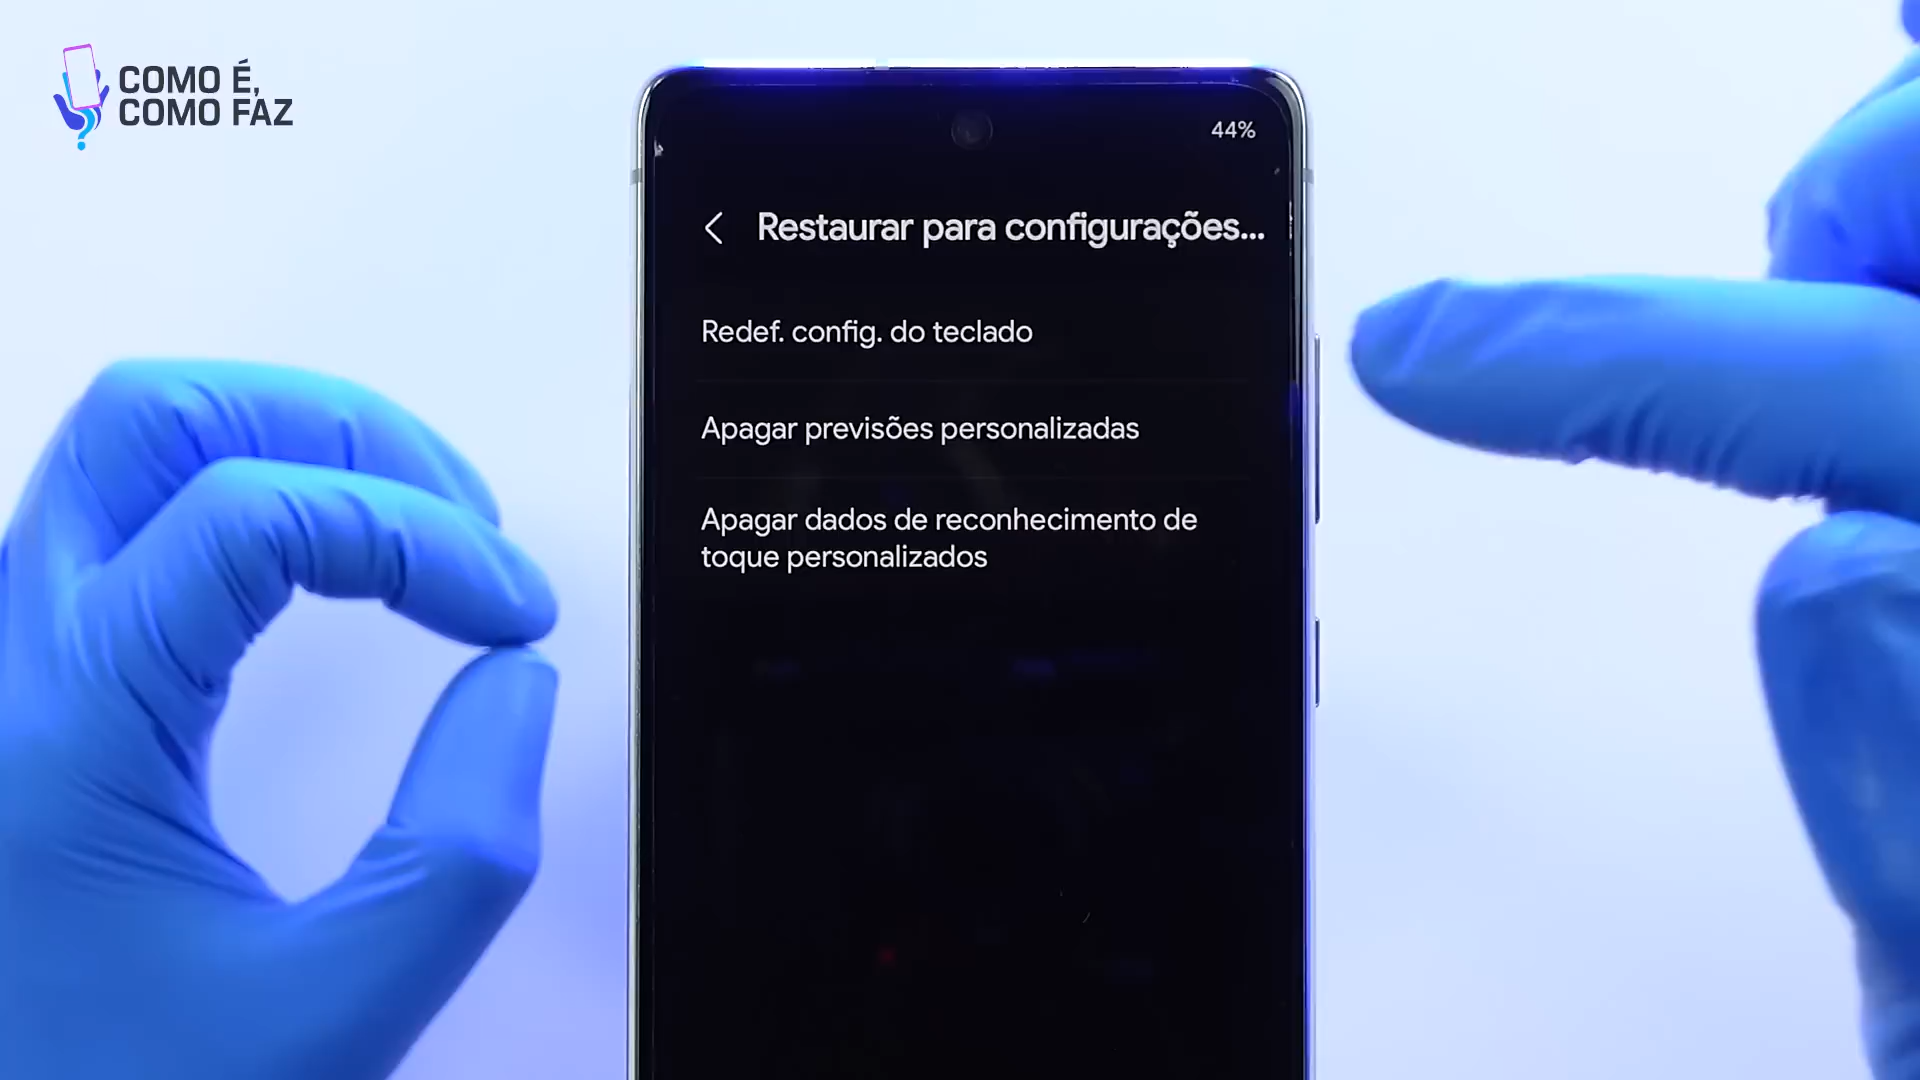 COMO É,
COMO FAZ
44%
Restaurar para configurações...
Redef. config. do teclado
Apagar previsões personalizadas
Apagar dados de reconhecimento de
toque personalizados